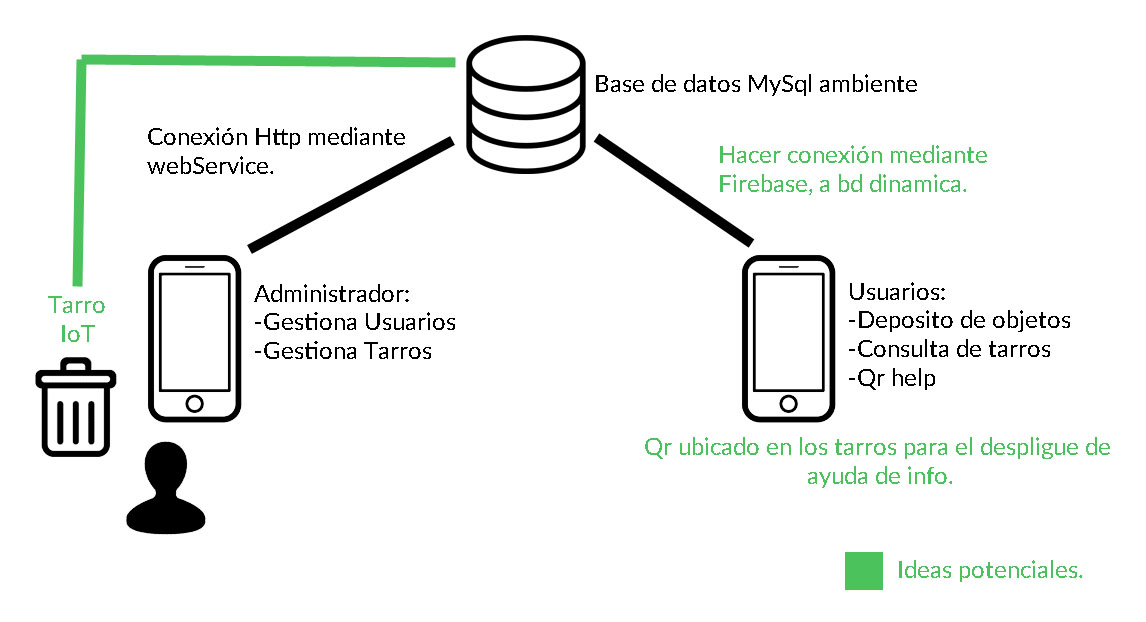 Base de datos MySql ambiente
Conexión Http mediante
webService.
Hacer conexión mediante
Firebase, a bd dinamica.
Tarro
IoT
Administrador:
-Gestiona Usuarios
-Gestiona Tarros
Usuarios:
-Deposito de objetos
-Consulta de tarros
-Qr help
Qr ubicado en los tarros para el despligue de
ayuda de info.
Ideas potenciales.